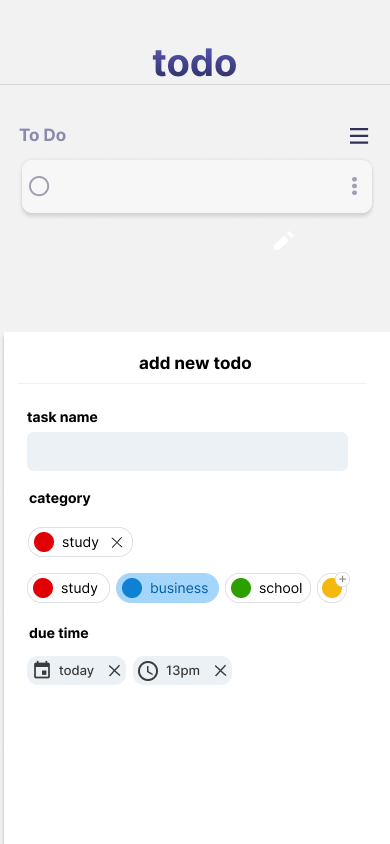 todo
To Do
add new todo
task name
category
study
study business school
due time
today 13pm